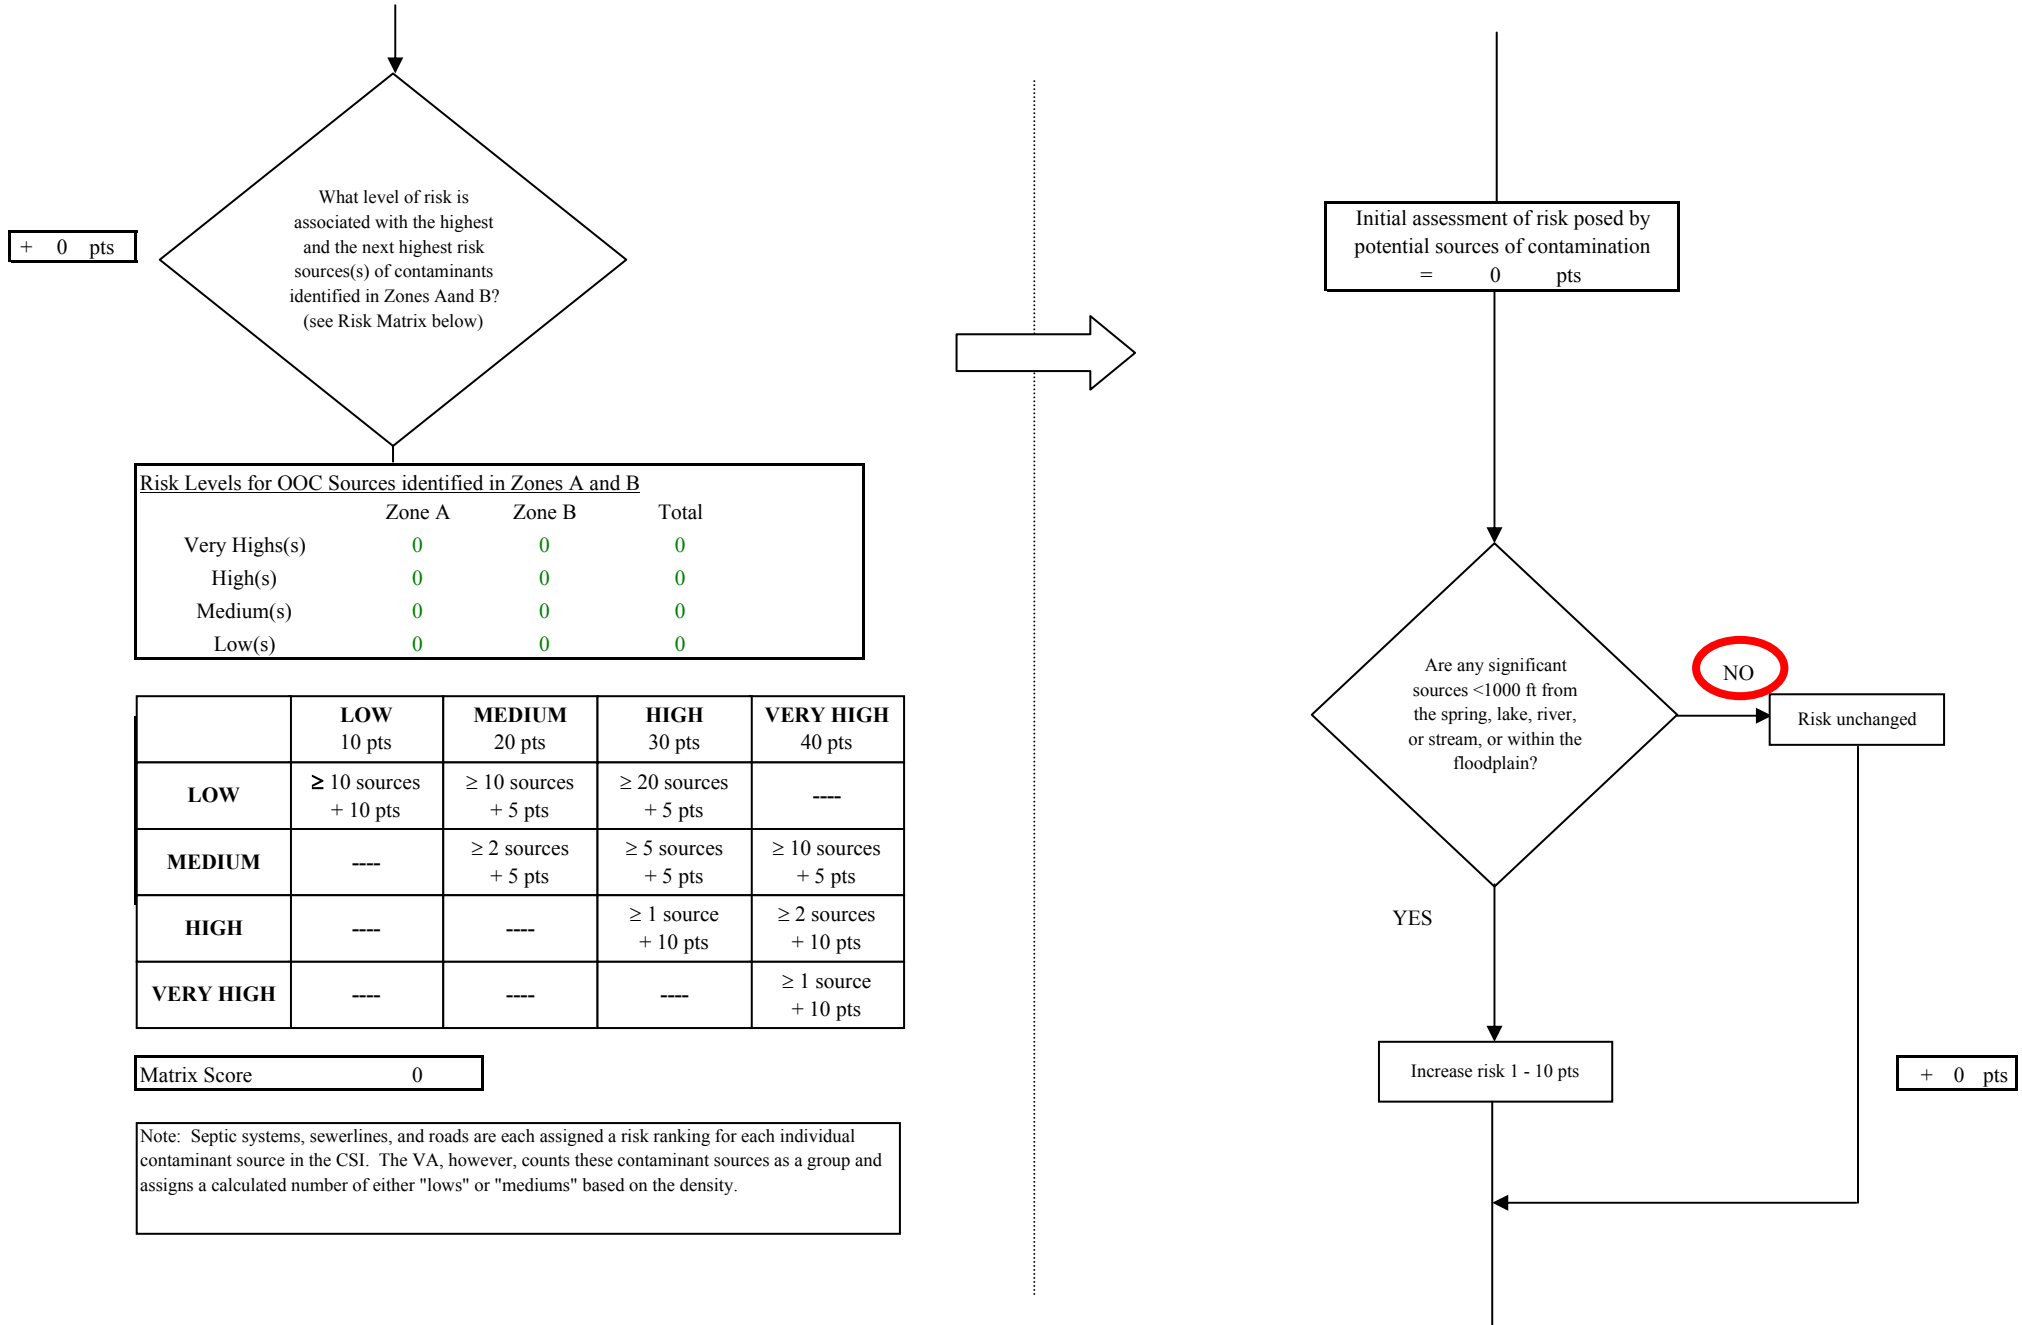 What level of risk is
associated with the highest
and the next highest risk
sources(s) of contaminants
identified in Zones Aand B?
(see Risk Matrix below)
+ 0 pts
Risk Levels for OOC Sources identified in Zones A and B
Zone A Zone B Total
Very Highs(s) 0 0 0
High(s) 0 0 0
Medium(s) 0 0 0
Low(s) 0 0 0
LOW MEDIUM HIGH VERY HIGH
10 pts 20 pts 30 pts 40 pts
LOW ≥ 10 sources ≥ 10 sources ≥ 20 sources ----
+ 10 pts + 5 pts + 5 pts
MEDIUM ---- ≥ 2 sources ≥ 5 sources ≥ 10 sources
+ 5 pts + 5 pts + 5 pts
HIGH ---- ---- ≥ 1 source ≥ 2 sources
+ 10 pts + 10 pts
VERY HIGH ---- ---- ---- ≥ 1 source
+ 10 pts
Matrix Score 0
Note: Septic systems, sewerlines, and roads are each assigned a risk ranking for each individual
contaminant source in the CSI. The VA, however, counts these contaminant sources as a group and
assigns a calculated number of either "lows" or "mediums" based on the density.
Initial assessment of risk posed by
potential sources of contamination
= 0 pts
Are any significant
sources <1000 ft from
the spring, lake, river,
or stream, or within the
floodplain?
NO
Risk unchanged
YES
Increase risk 1 - 10 pts
+ 0 pts